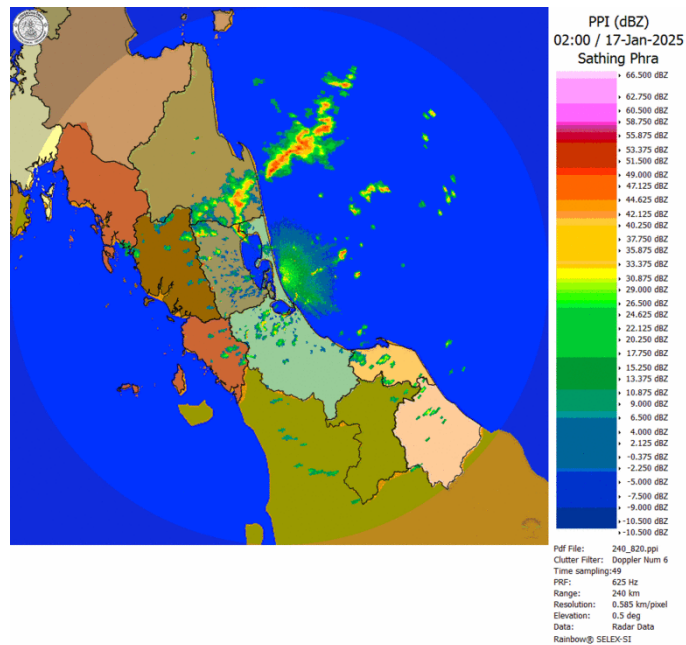 PPI (dBZ)
02:00 / 17-Jan-2025
Sathing Phra
66.500 dBZ
62.750 dBZ
60.500 dBZ
58.750 dBZ
55.875 dBZ
53.375 dBZ
51.500 dBZ
49.000 dBZ
47.125 dBZ
44.625 dBZ
42.125 dBZ
40.250 dBZ
37.750 dBZ
35.875 dBZ
33.375 dBZ
30.875 dBZ
29.000 dBZ
26.500 dBZ
24.625 dBZ
22.125 dBZ
20.250 dBZ
17.750 dBZ
15.250 dBZ
13.375 dBZ
10.875 dBZ
9.000 dBZ
6.500 dBZ
4.000 dBZ
2.125 dBZ
-0.375 dBZ
-2.250 dBZ
-5.000 dBZ
-7.500 dBZ
-9.000 dBZ
-10.500 dBZ
-10.500 dBZ
Pdf File: 240_820.ppi
Clutter Filter: Doppler Num 6
Time sampling:49
PRF: 625 Hz
Range: 240 km
Resolution: 0.585 km/pixel
Elevation: 0.5 deg
Data: Radar Data
Rainbow® SELEX-SI